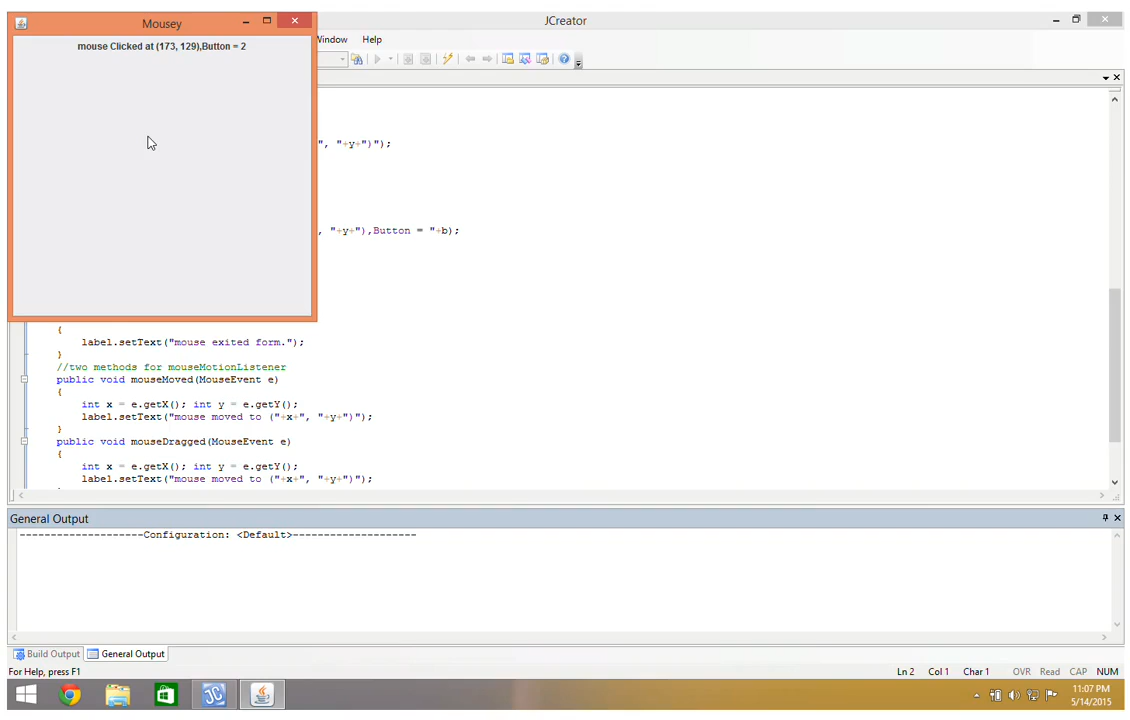 Mousey
JCreator
mouse Clicked at (173, 129),Button = 2
Window Help
", "+y+")");
, "+y+"),Button = "+b);
{
label.setText("mouse exited form.");
}
//two methods for mouseMotionListener
public void mouseMoved(MouseEvent e)
{
int x = e.getX(); int y = e.getY();
label.setText("mouse moved to ("+x+", "+y+")");
}
public void mouseDragged(MouseEvent e)
{
int x = e.getX(); int y = e.getY();
label.setText("mouse moved to ("+x+", "+y+")");
General Output
--------------------Configuration: <Default>--------------------
Build Output General Output
For Help, press F1
Ln 2 Col 1 Char 1 OVR Read CAP NUM
11:07 PM
5/14/2015